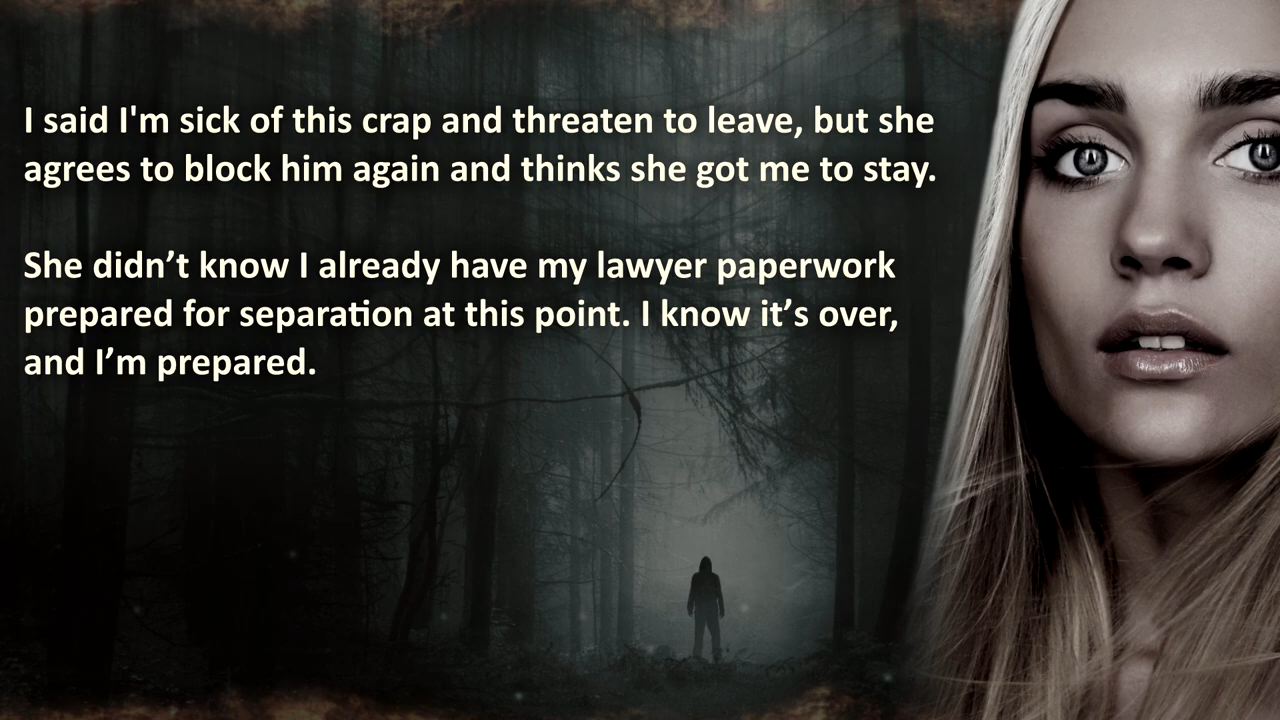 I said I'm sick of this crap and threaten to leave, but she
agrees to block him again and thinks she got me to stay.
She didn’t know I already have my lawyer paperwork
prepared for separation at this point. I know it’s over,
and I’m prepared.